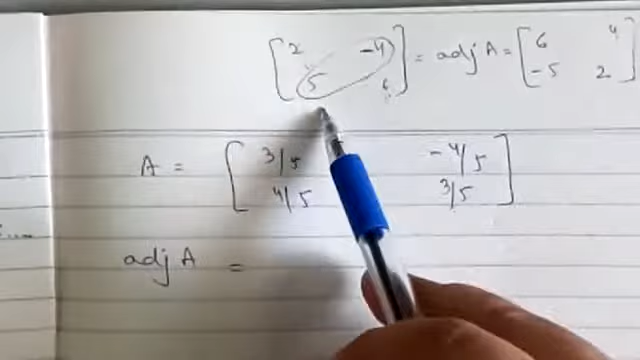 [2 -4 5 6] = adj A = [6 4 -5 2]
A = [3/5 -4/5 4/5 3/5]
adj A =